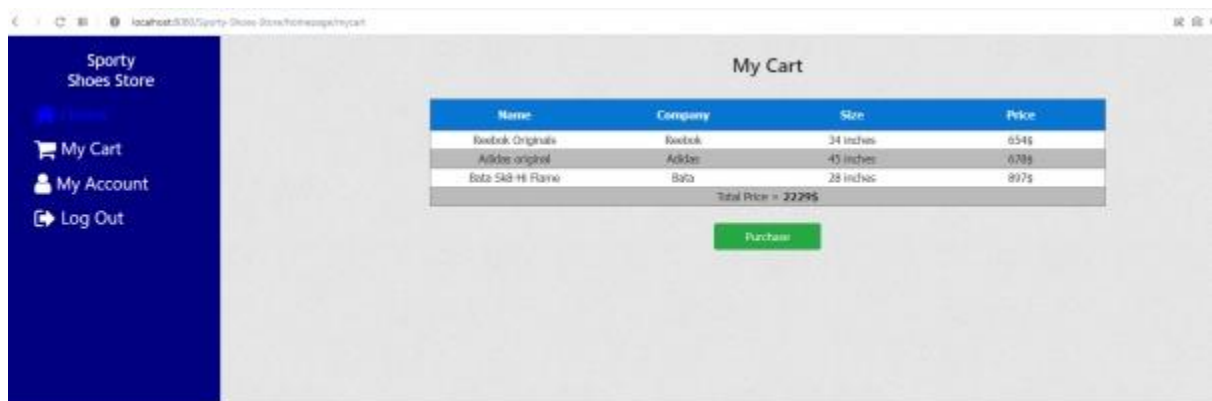 localhost:8080/Sporty-Shoes-Store/homepage/mycart
Sporty
Shoes Store
Home
My Cart
My Account
Log Out
My Cart
Name Company Size Price
Reebok Originals Reebok 34 inches 654$
Adidas original Adidas 45 inches 678$
Bata Sk8-Hi Flame Bata 28 inches 897$
Total Price = 2229$
Purchase